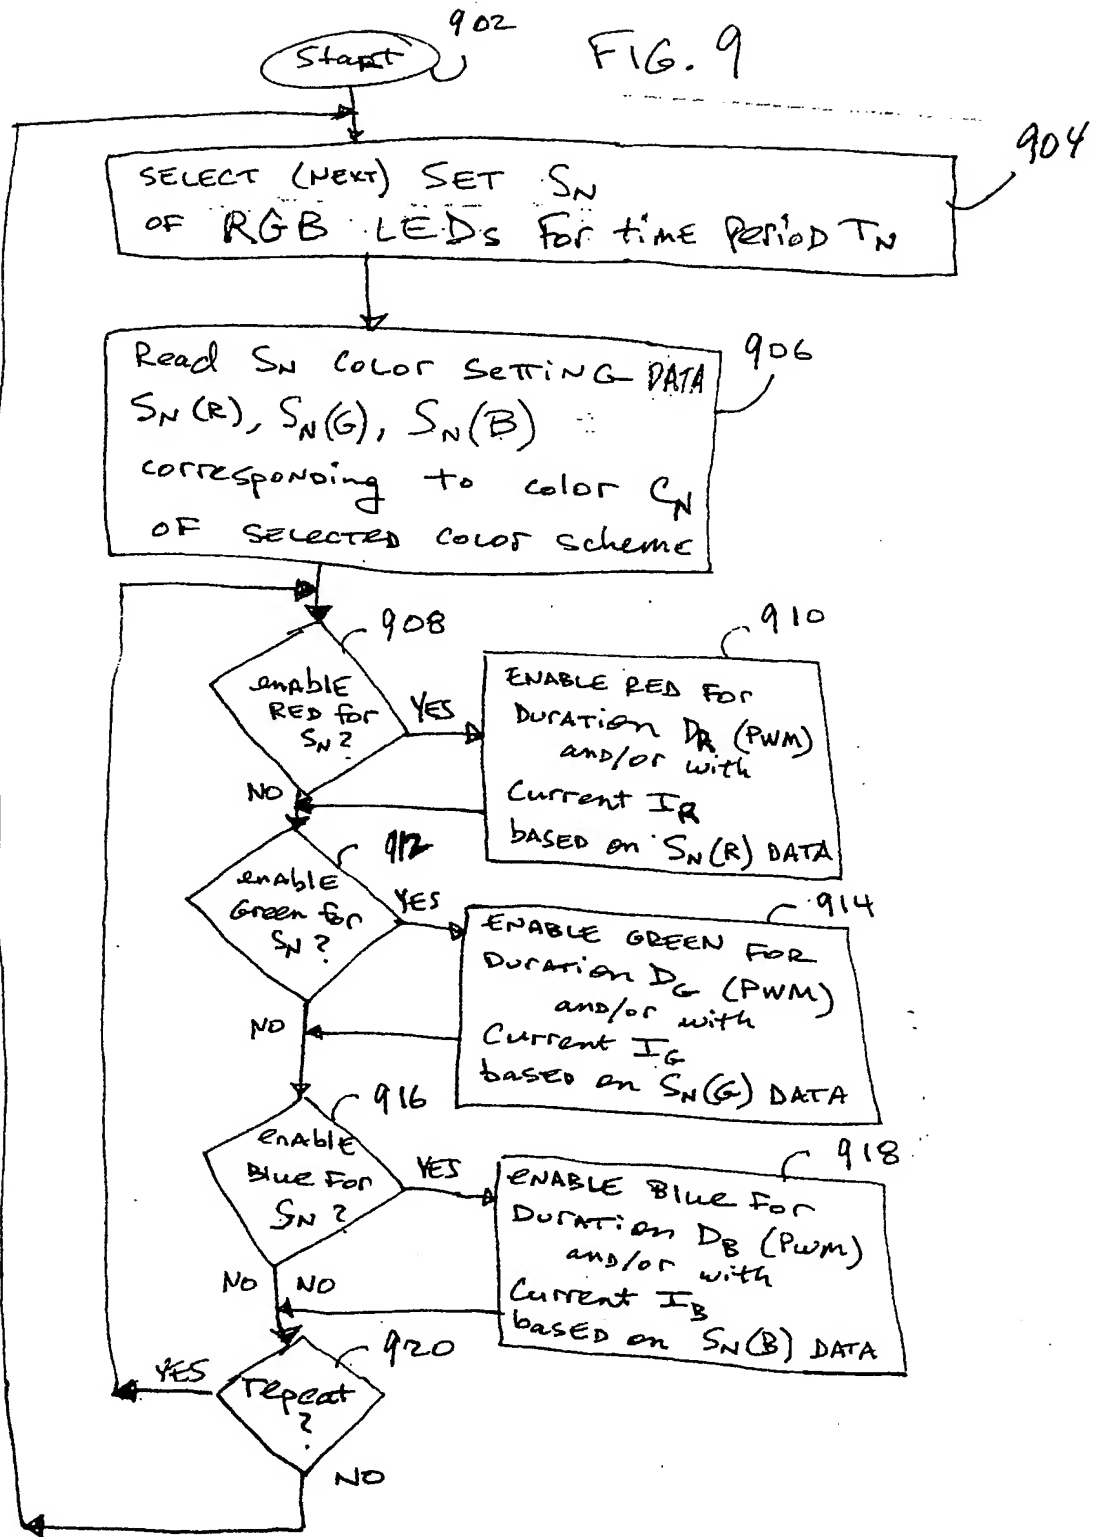 902
Start
FIG. 9
904
SELECT (NEXT) SET SN
OF RGB LEDs For time Period TN
906
Read SN COLOR SETTING DATA
SN(R), SN(G), SN(B)
corresponding to color CN
OF SELECTED COLOR scheme
908
enable
RED for
SN?
YES
NO
910
ENABLE RED For
Duration DR (PWM)
and/or with
Current IR
based on SN(R) DATA
912
enable
Green for
SN?
YES
NO
914
ENABLE GREEN FOR
Duration DG (PWM)
and/or with
Current IG
based on SN(G) DATA
916
enable
Blue For
SN?
YES
NO NO
918
ENABLE Blue For
Duration DB (PWM)
and/or with
Current IB
based on SN(B) DATA
920
repeat
?
YES
NO